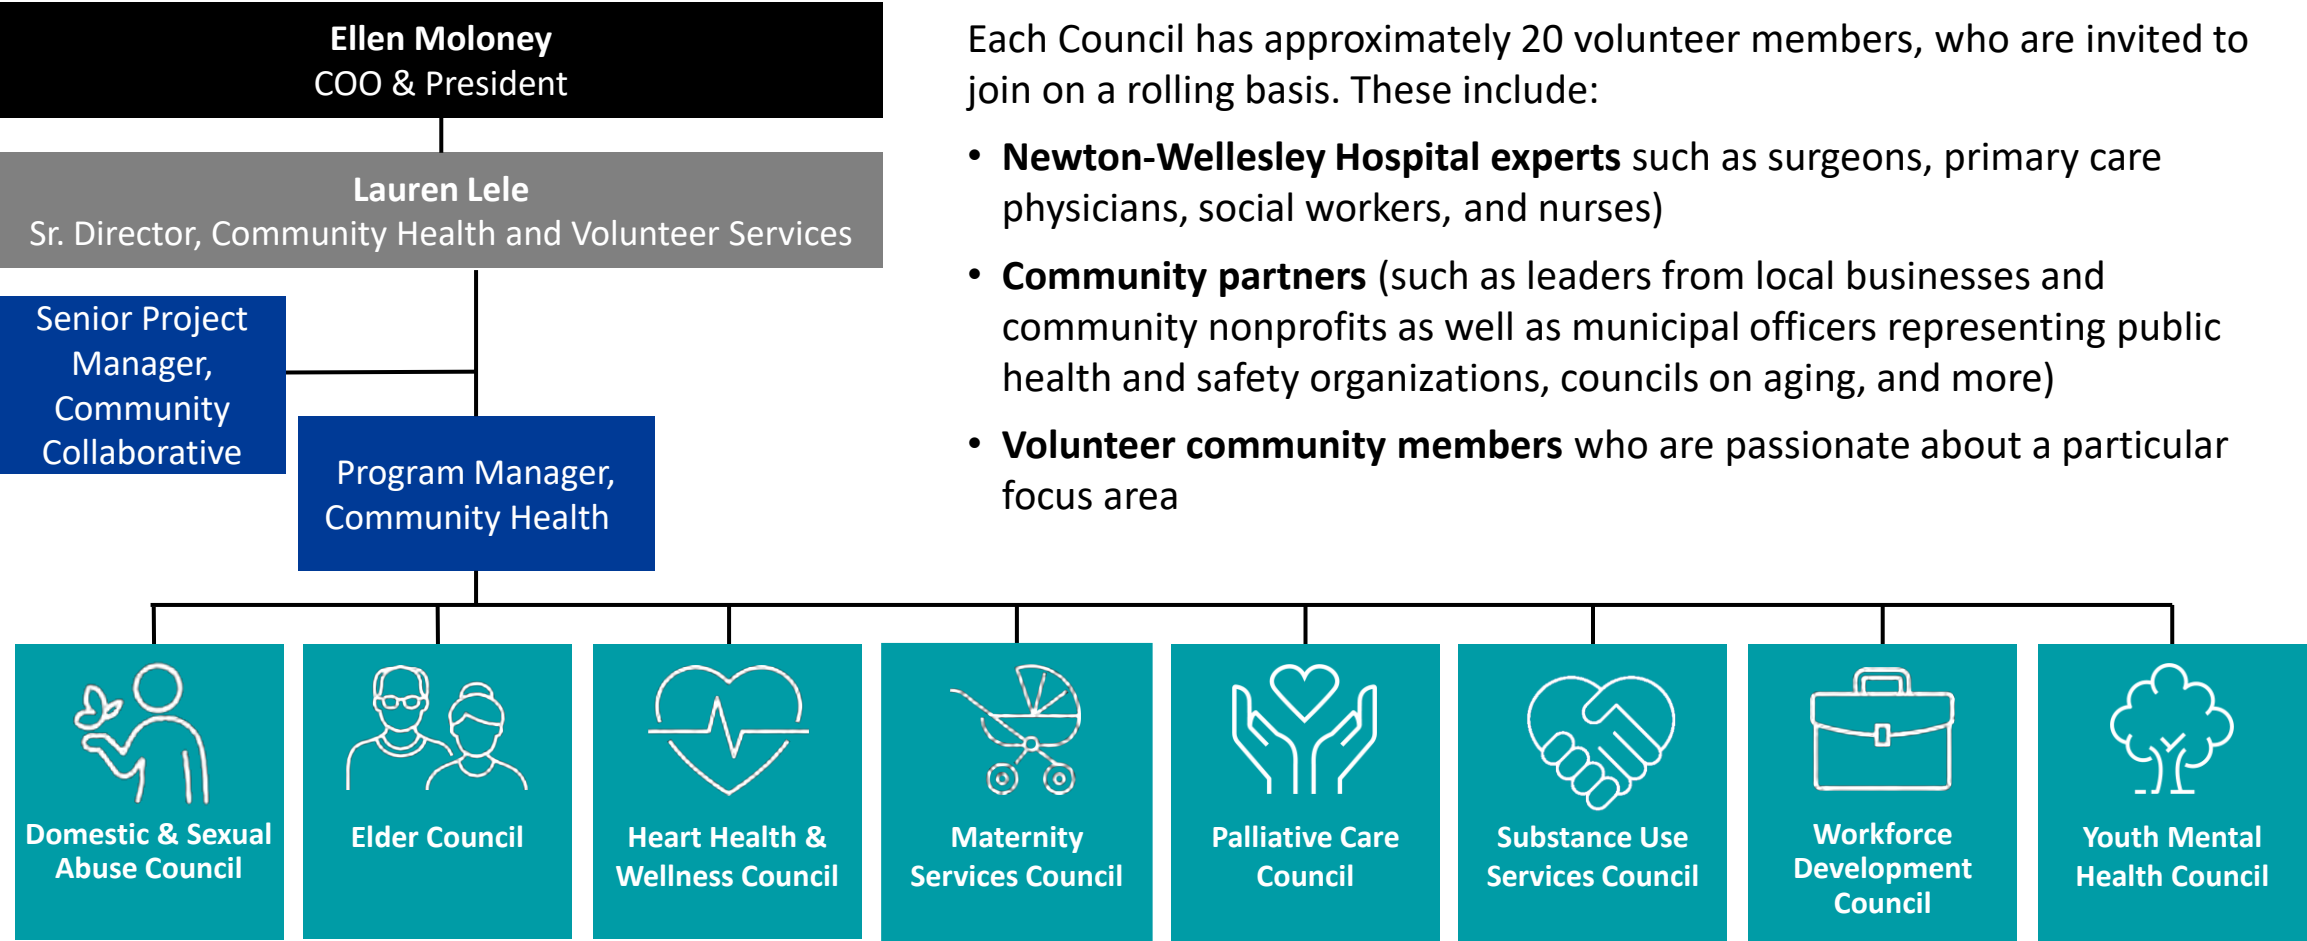 Ellen Moloney
COO & President
Lauren Lele
Sr. Director, Community Health and Volunteer Services
Senior Project
Manager,
Community
Collaborative
Program Manager,
Community Health
Each Council has approximately 20 volunteer members, who are invited to
join on a rolling basis. These include:
• Newton-Wellesley Hospital experts such as surgeons, primary care
physicians, social workers, and nurses)
• Community partners (such as leaders from local businesses and
community nonprofits as well as municipal officers representing public
health and safety organizations, councils on aging, and more)
• Volunteer community members who are passionate about a particular
focus area
Domestic & Sexual
Abuse Council
Elder Council
Heart Health &
Wellness Council
Maternity
Services Council
Palliative Care
Council
Substance Use
Services Council
Workforce
Development
Council
Youth Mental
Health Council